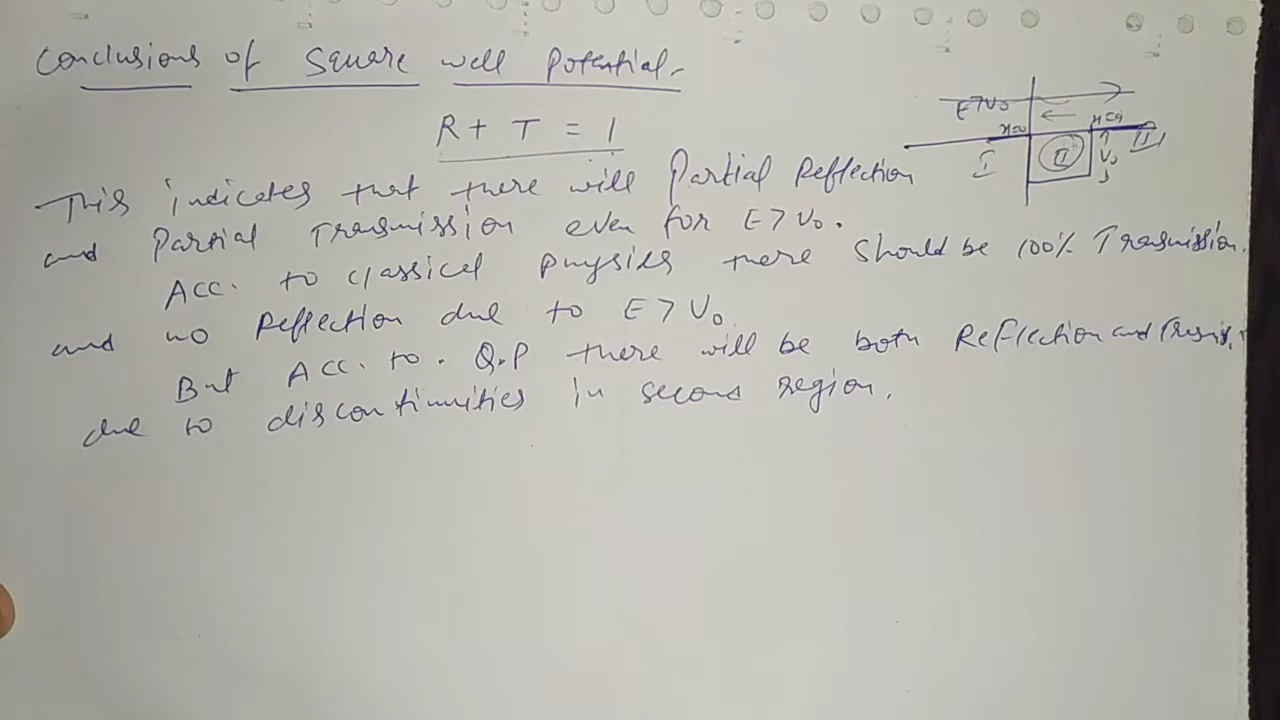 Conclusions of Square well Potential.
R + T = 1
E>V₀
x=0
x=a
I
II
V₀
III
This indicates that there will Partial Reflection
and Partial Transmission even for E > V₀.
Acc. to classical physics there should be 100% Transmission.
and no Reflection due to E > V₀
But Acc. to. Q.P there will be both Reflection and
due to discontinuities in second region.